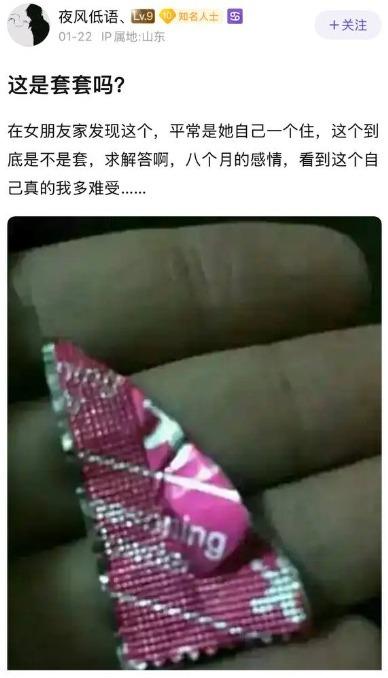 夜风低语、 Lv.9 知名人士
01-22 IP属地:山东
+关注
这是套套吗?
在女朋友家发现这个，平常是她自己一个住，这个到
底是不是套，求解答啊，八个月的感情，看到这个自
己真的我多难受......
ning